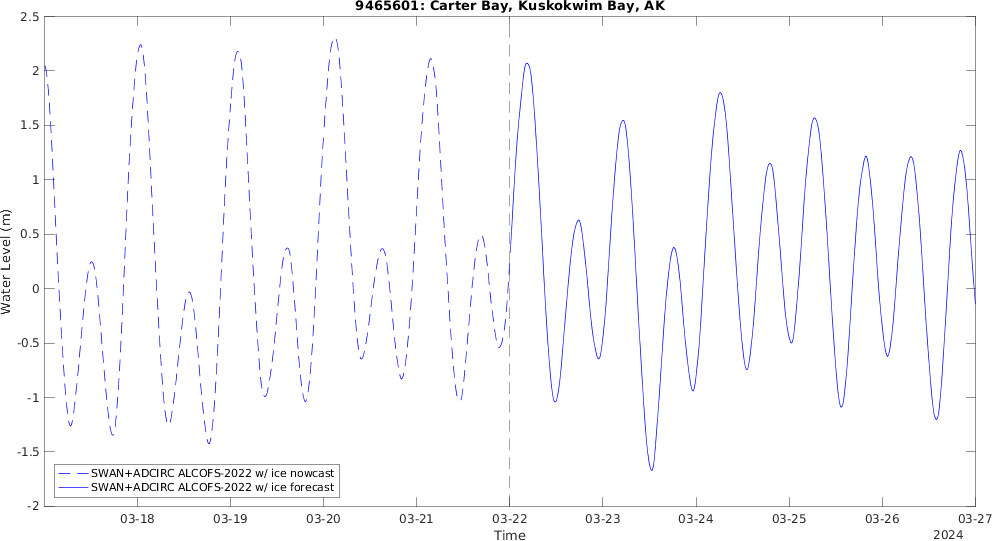 9465601: Carter Bay, Kuskokwim Bay, AK
2.5
2
1.5
1
0.5
0
-0.5
-1
-1.5
-2
Water Level (m)
SWAN+ADCIRC ALCOFS-2022 w/ ice nowcast
SWAN+ADCIRC ALCOFS-2022 w/ ice forecast
03-18 03-19 03-20 03-21 03-22 03-23 03-24 03-25 03-26 03-27
Time
2024